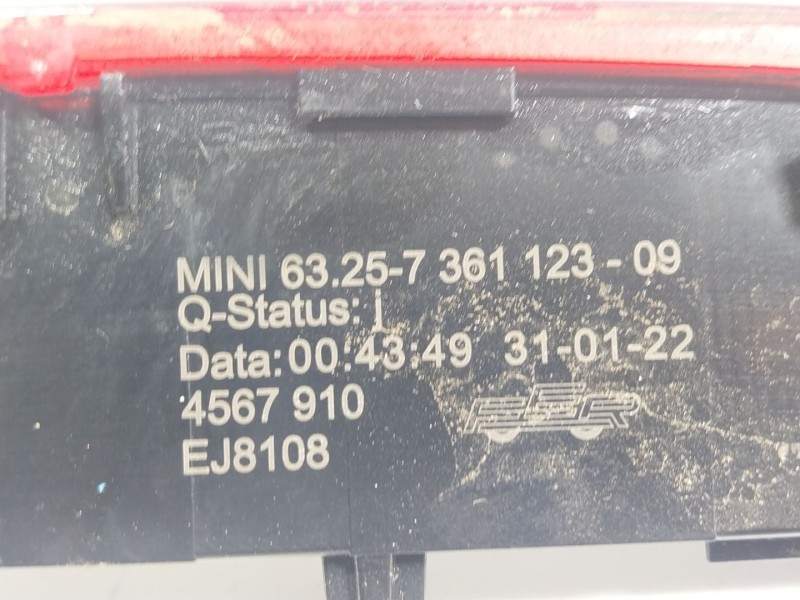 MINI 63.25-7 361 123 - 09
Q-Status: j
Data: 00:43:49 31-01-22
4567 910
EJ8108